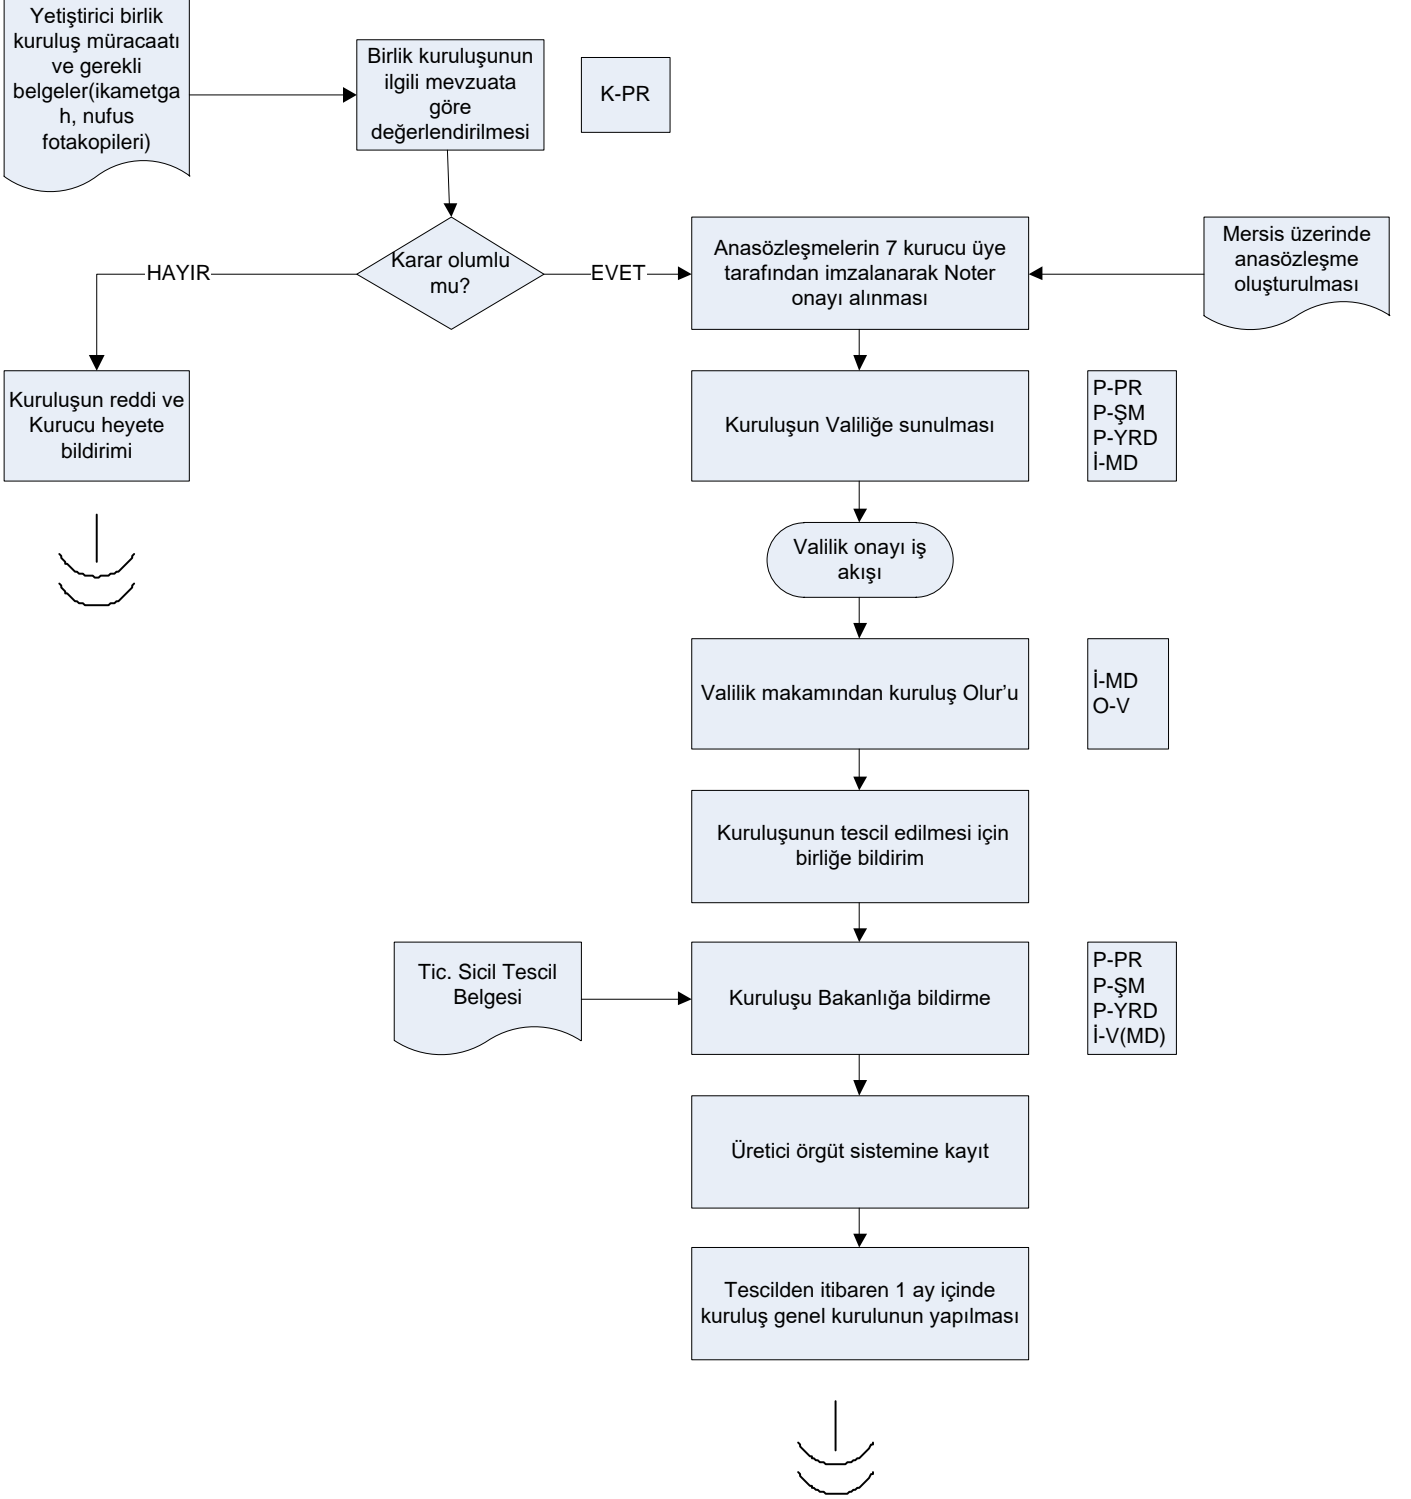 Yetiştirici birlik
kuruluş müracaatı
ve gerekli
belgeler(ikametga
h, nufus
fotakopileri)
Birlik kuruluşunun
ilgili mevzuata
göre
değerlendirilmesi
K-PR
Karar olumlu
mu?
HAYIR
EVET
Anasözleşmelerin 7 kurucu üye
tarafından imzalanarak Noter
onayı alınması
Mersis üzerinde
anasözleşme
oluşturulması
Kuruluşun reddi ve
Kurucu heyete
bildirimi
Kuruluşun Valiliğe sunulması
P-PR
P-ŞM
P-YRD
İ-MD
Valilik onayı iş
akışı
Valilik makamından kuruluş Olur’u
İ-MD
O-V
Kuruluşunun tescil edilmesi için
birliğe bildirim
Tic. Sicil Tescil
Belgesi
Kuruluşu Bakanlığa bildirme
P-PR
P-ŞM
P-YRD
İ-V(MD)
Üretici örgüt sistemine kayıt
Tescilden itibaren 1 ay içinde
kuruluş genel kurulunun yapılması